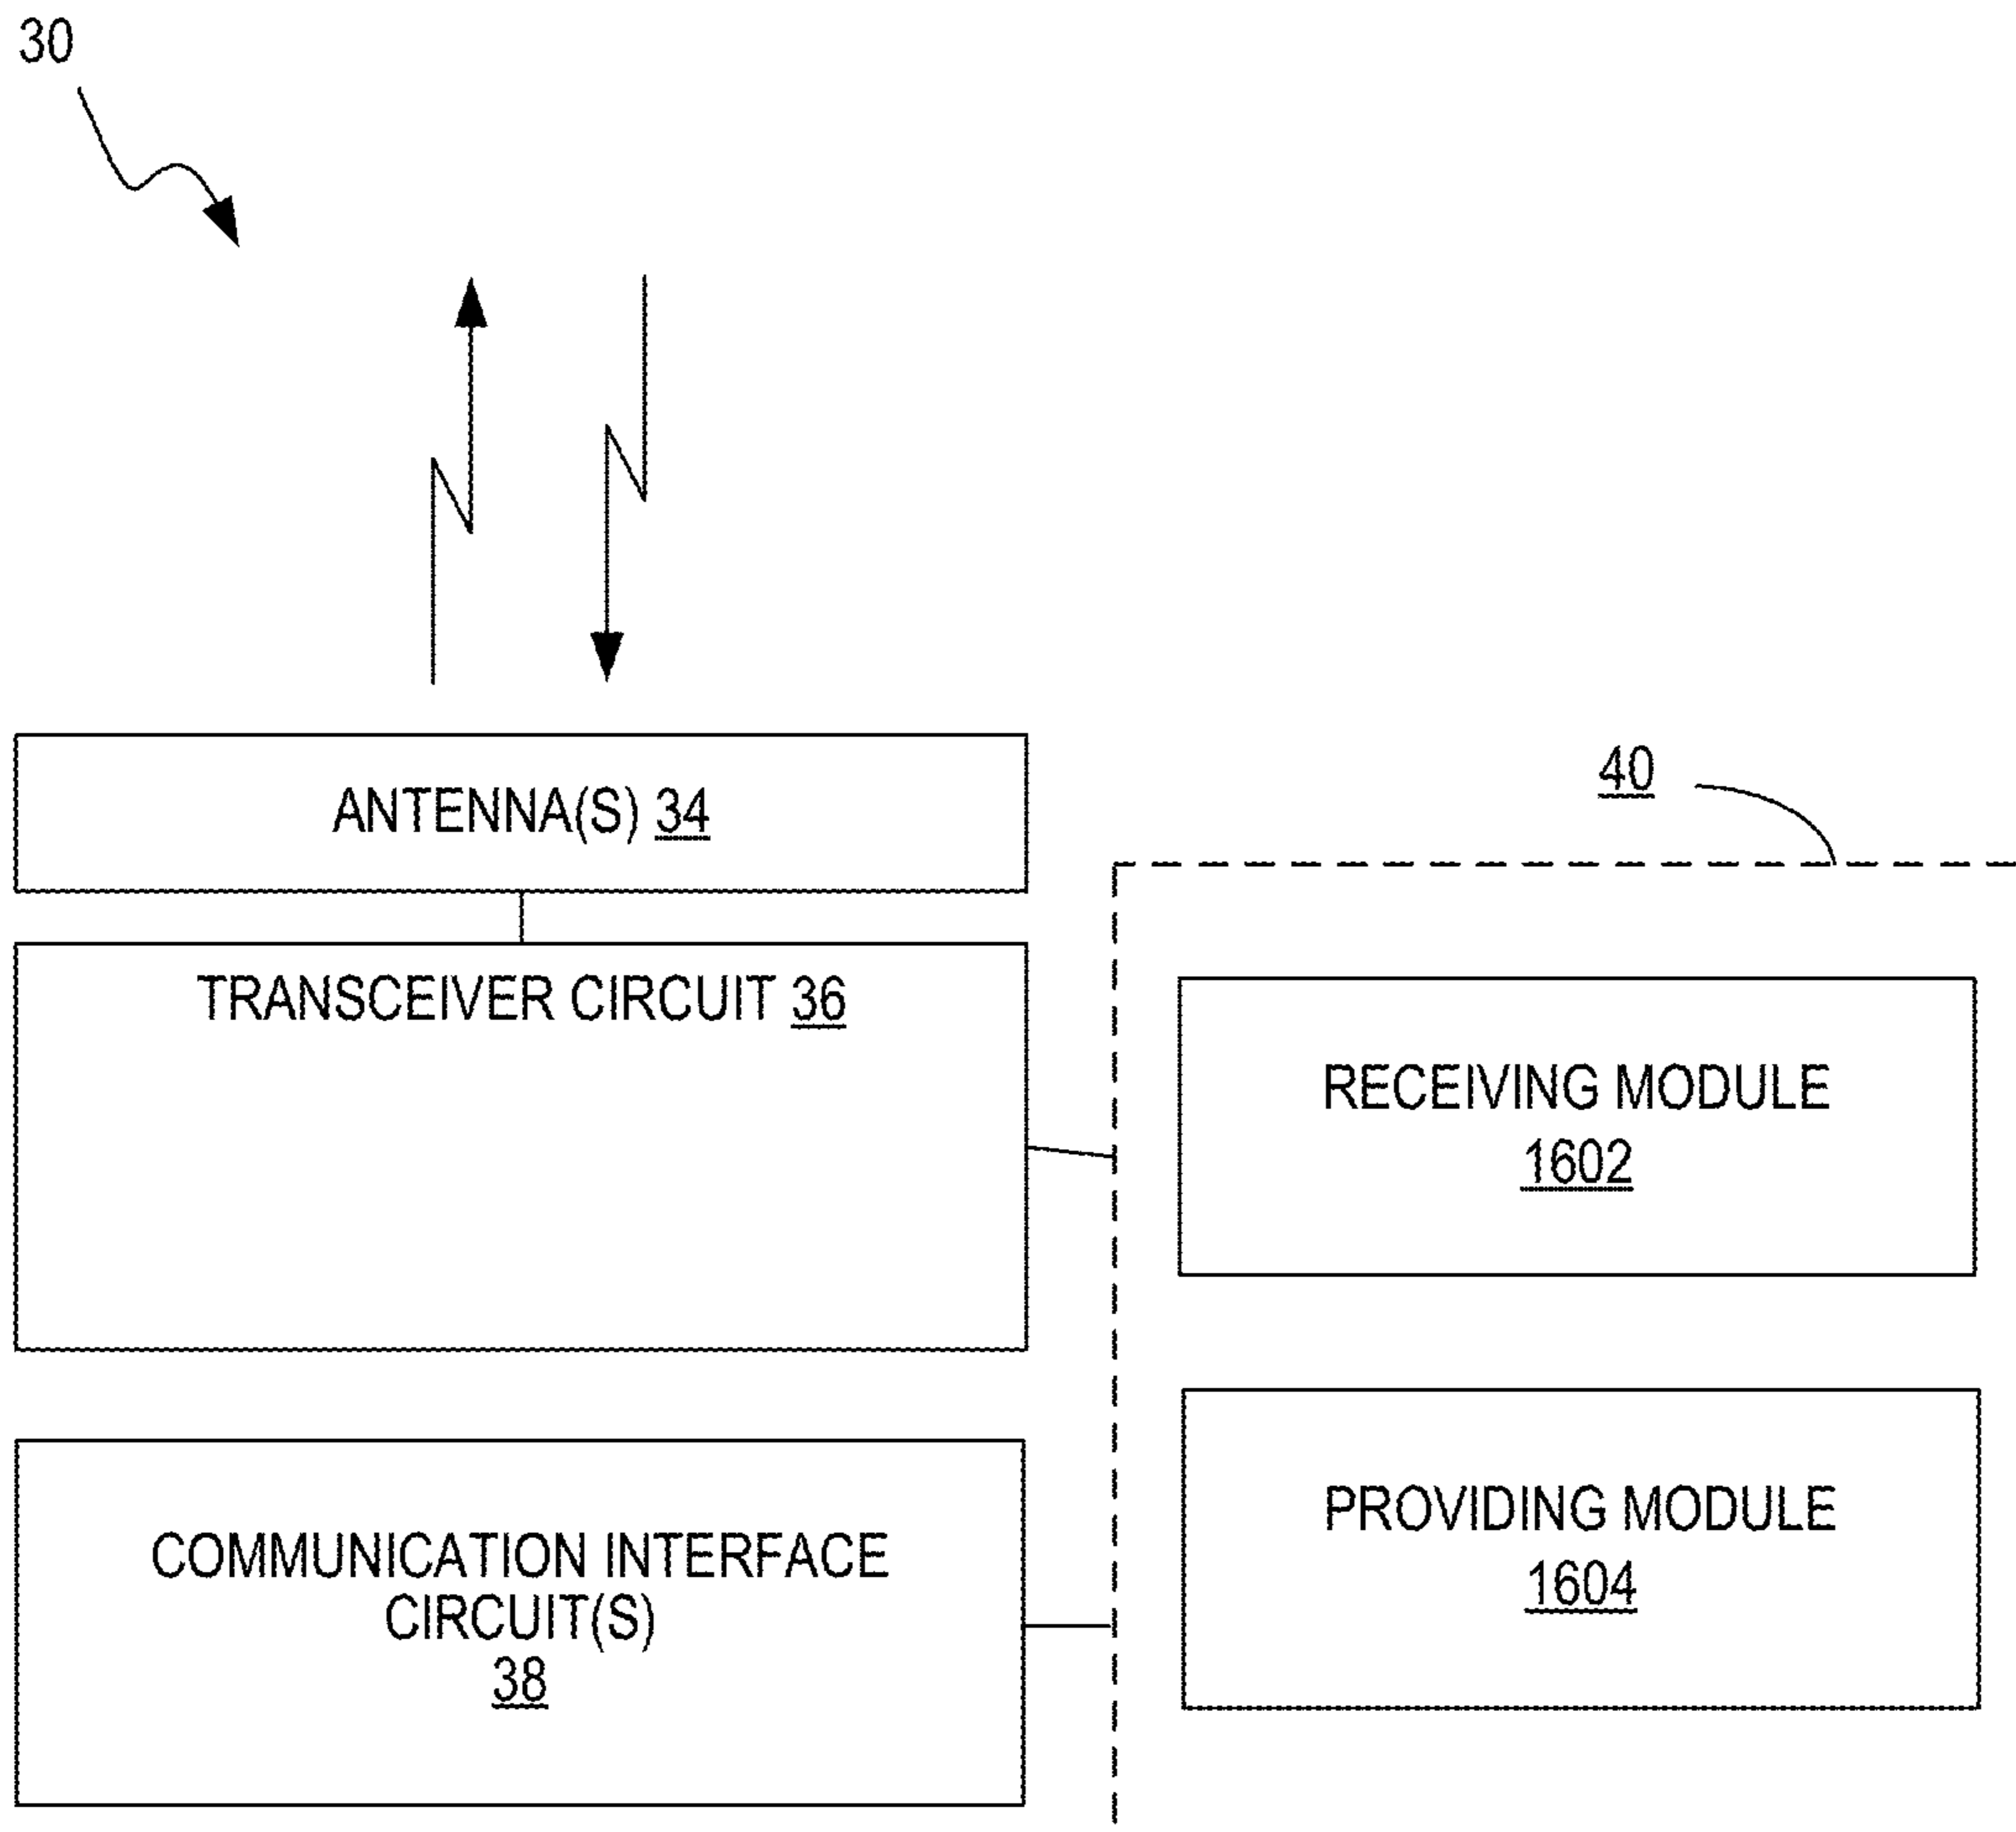 30
ANTENNA(S) 34
40
TRANSCEIVER CIRCUIT 36
RECEIVING MODULE
1602
PROVIDING MODULE
1604
COMMUNICATION INTERFACE
CIRCUIT(S)
38